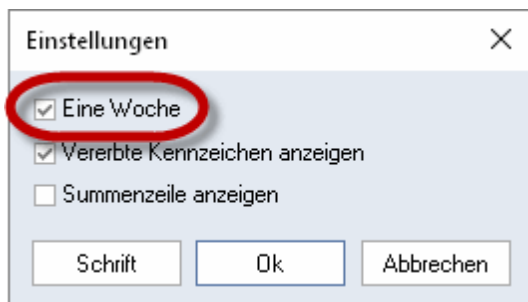 Einstellungen
Eine Woche
Vererbte Kennzeichen anzeigen
Summenzeile anzeigen
Schrift Ok Abbrechen